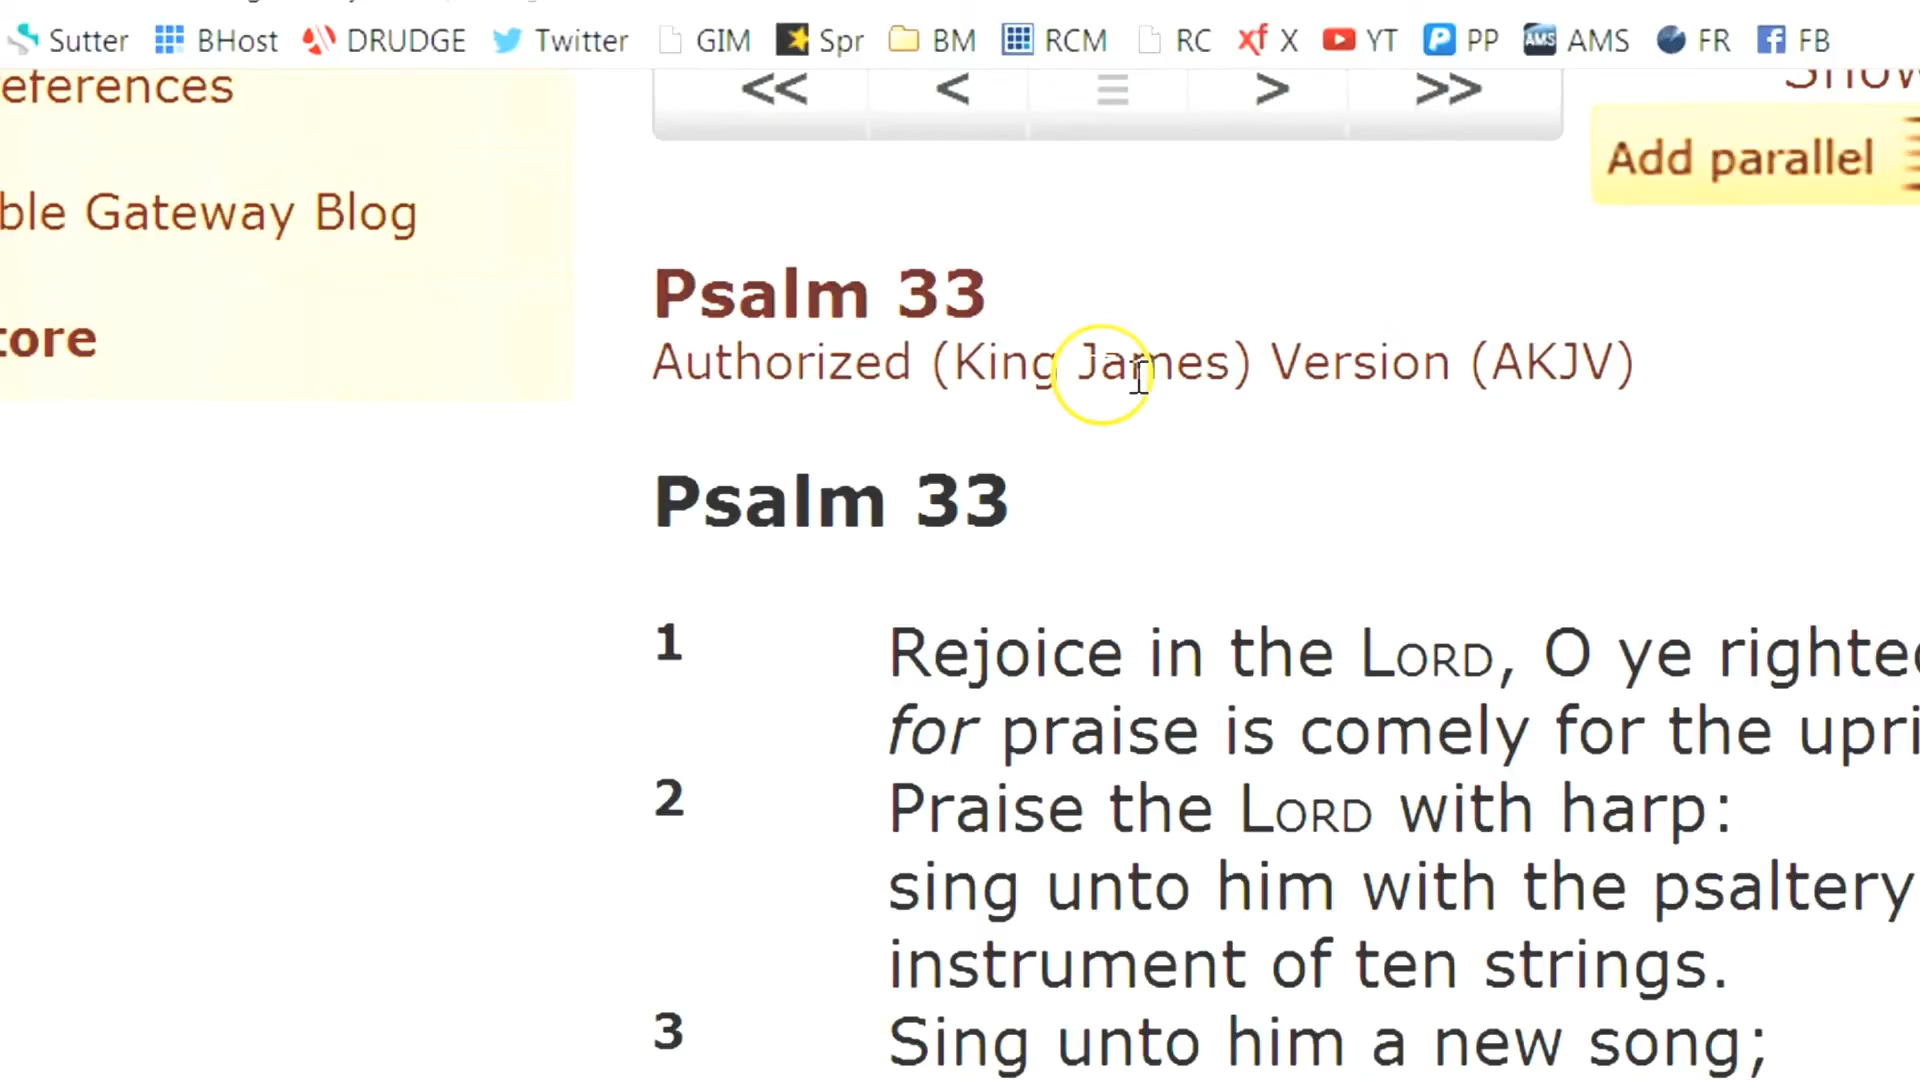 Sutter BHost DRUDGE Twitter GIM Spr BM RCM RC X YT PP AMS FR FB
eferences
<< < > >>
Show
Add parallel
ble Gateway Blog
Psalm 33
tore
Authorized (King James) Version (AKJV)
Psalm 33
1 Rejoice in the LORD, O ye righteo
for praise is comely for the upri
2 Praise the LORD with harp:
sing unto him with the psaltery
instrument of ten strings.
3 Sing unto him a new song;